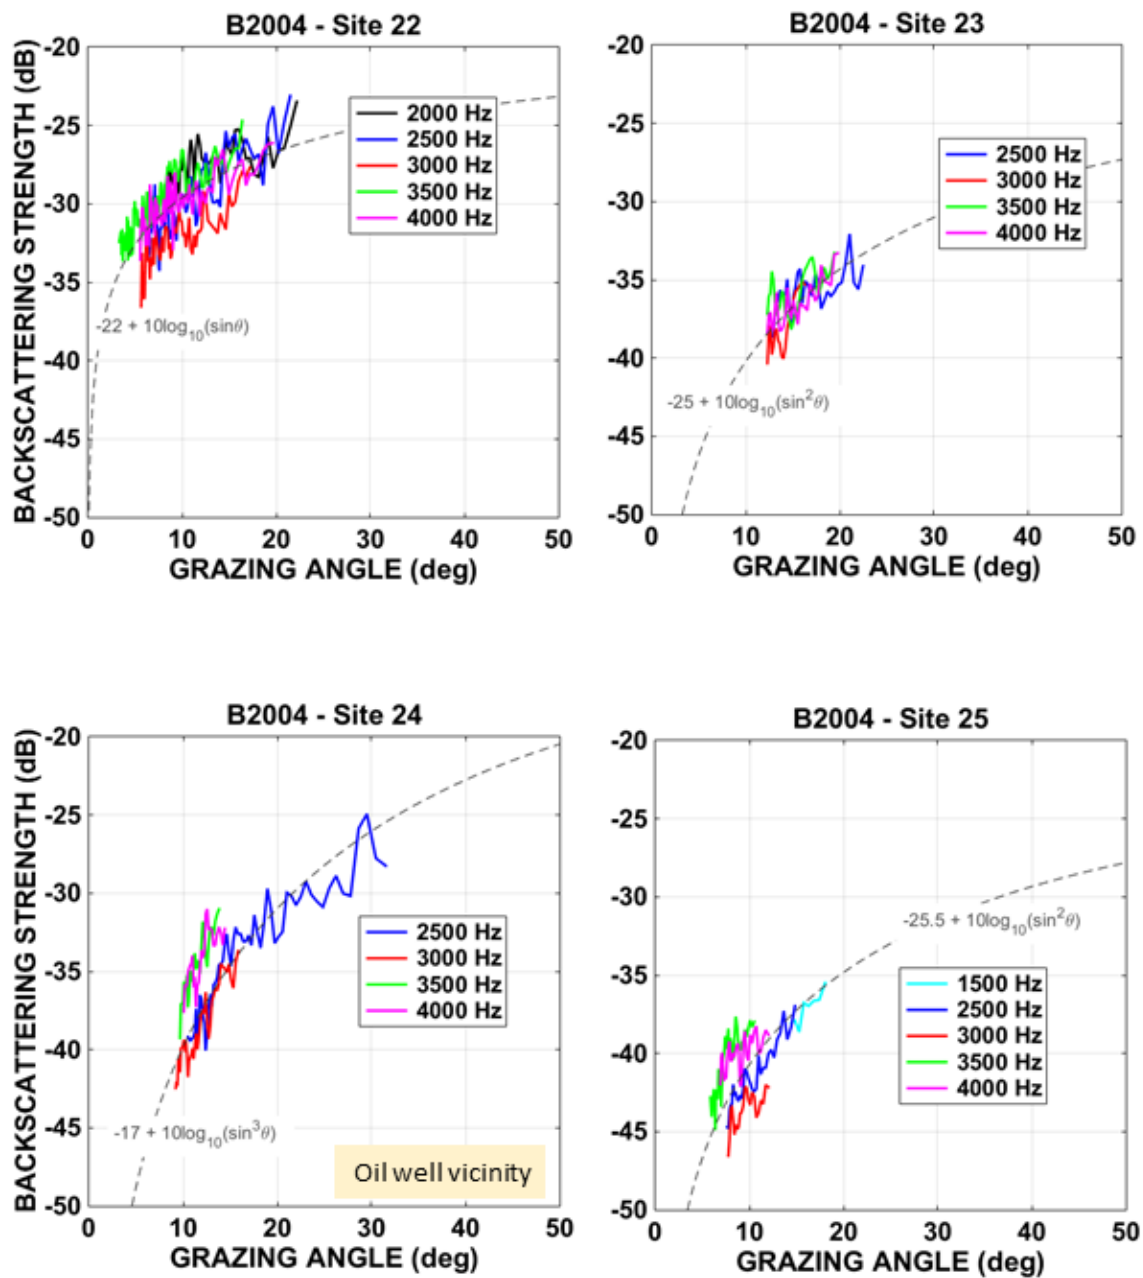 B2004 - Site 22
BACKSCATTERING STRENGTH (dB)
-20
-25
-30
-35
-40
-45
-50
2000 Hz
2500 Hz
3000 Hz
3500 Hz
4000 Hz
-22 + 10log10(sinθ)
0 10 20 30 40 50
GRAZING ANGLE (deg)
B2004 - Site 23
-20
-25
-30
-35
-40
-45
-50
2500 Hz
3000 Hz
3500 Hz
4000 Hz
-25 + 10log10(sin²θ)
0 10 20 30 40 50
GRAZING ANGLE (deg)
B2004 - Site 24
BACKSCATTERING STRENGTH (dB)
-20
-25
-30
-35
-40
-45
-50
2500 Hz
3000 Hz
3500 Hz
4000 Hz
-17 + 10log10(sin³θ)
Oil well vicinity
0 10 20 30 40 50
GRAZING ANGLE (deg)
B2004 - Site 25
-20
-25
-30
-35
-40
-45
-50
-25.5 + 10log10(sin²θ)
1500 Hz
2500 Hz
3000 Hz
3500 Hz
4000 Hz
0 10 20 30 40 50
GRAZING ANGLE (deg)